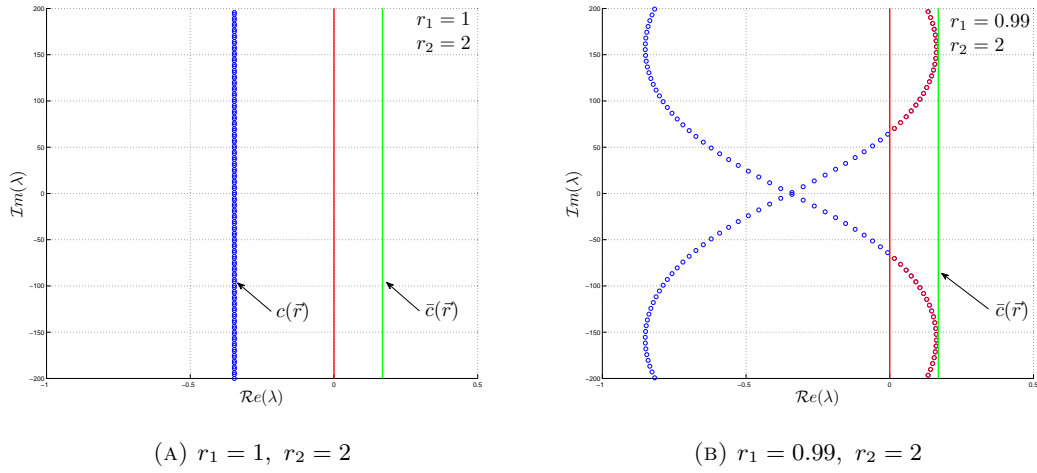 200
150
100
50
0
−50
−100
−150
−200
−1
−0.5
0
0.5
Im(λ)
Re(λ)
r₁ = 1
r₂ = 2
c(r⃗)
c̄(r⃗)
(A) r₁ = 1, r₂ = 2
200
150
100
50
0
−50
−100
−150
−200
−1
−0.5
0
0.5
Im(λ)
Re(λ)
r₁ = 0.99
r₂ = 2
c̄(r⃗)
(B) r₁ = 0.99, r₂ = 2